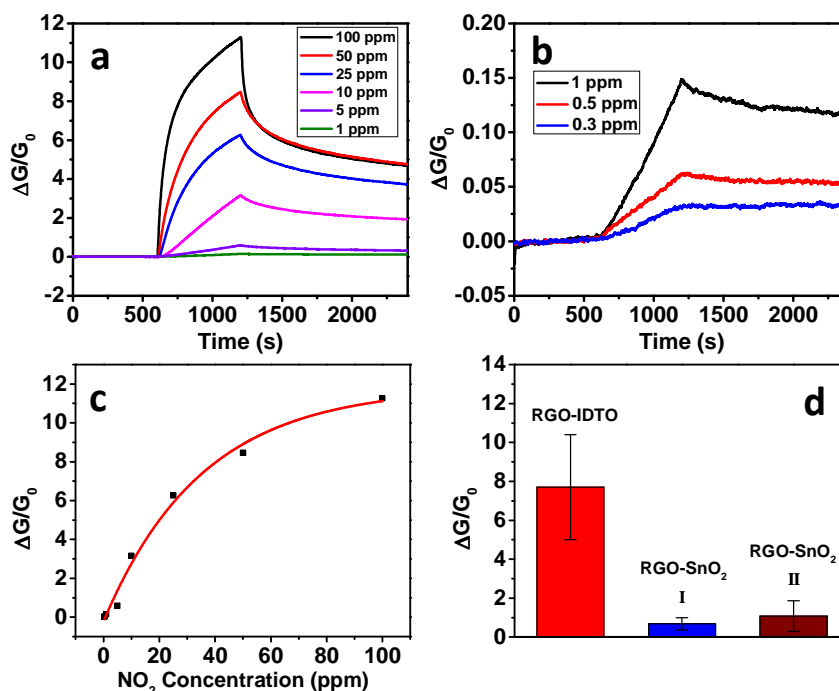 a
12
10
8
6
4
2
0
-2
ΔG/G₀
100 ppm
50 ppm
25 ppm
10 ppm
5 ppm
1 ppm
0 500 1000 1500 2000
Time (s)
b
0.20
0.15
0.10
0.05
0.00
-0.05
ΔG/G₀
1 ppm
0.5 ppm
0.3 ppm
0 500 1000 1500 2000
Time (s)
c
12
10
8
6
4
2
0
ΔG/G₀
0 20 40 60 80 100
NO₂ Concentration (ppm)
d
14
12
10
8
6
4
2
0
ΔG/G₀
RGO-IDTO
RGO-SnO₂
I
RGO-SnO₂
II